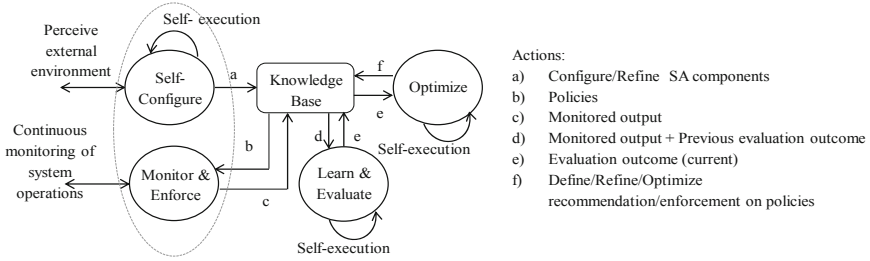 Perceive
external
environment
Self- execution
Self-
Configure
a
Knowledge
Base
f
e
Optimize
Self-execution
Continuous
monitoring of
system
operations
Monitor &
Enforce
b
c
d
e
Learn &
Evaluate
Self-execution
Actions:
a) Configure/Refine SA components
b) Policies
c) Monitored output
d) Monitored output + Previous evaluation outcome
e) Evaluation outcome (current)
f) Define/Refine/Optimize
recommendation/enforcement on policies